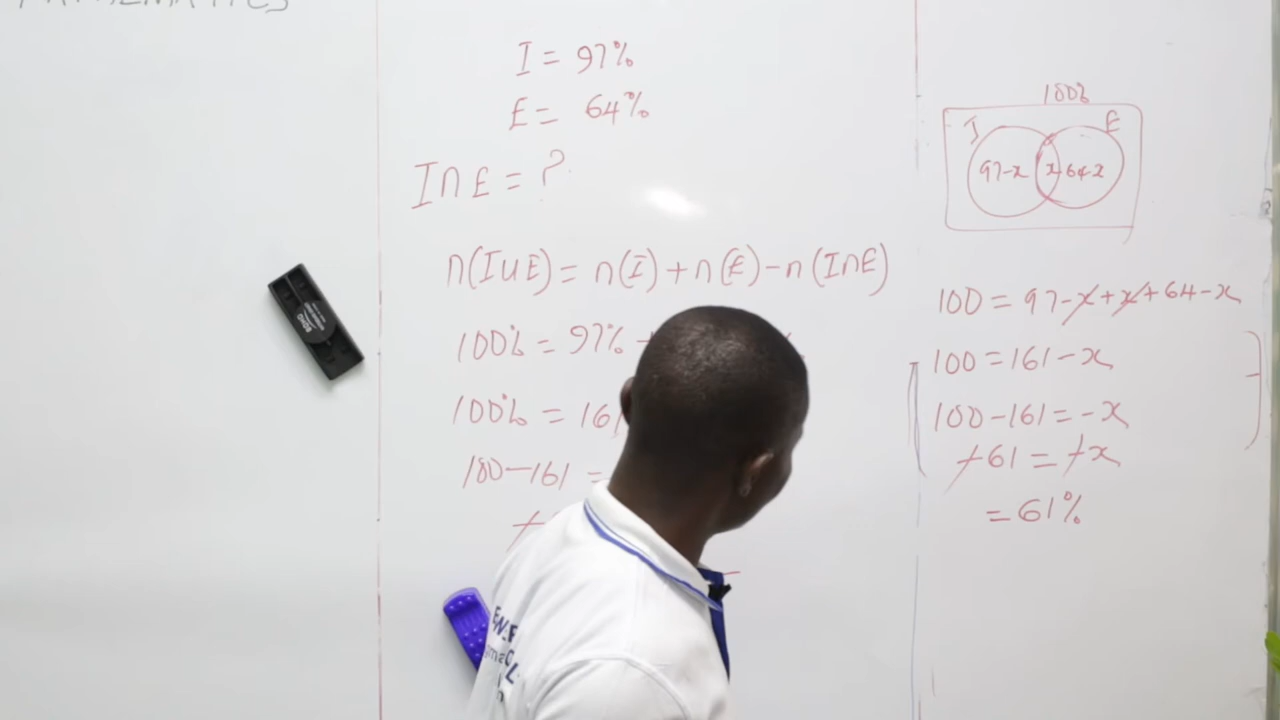 MATHEMATICS
I = 97%
E = 64%
I∩E = ?
n(I∪E) = n(I) + n(E) - n(I∩E)
100% = 97%
100% = 161
100 - 161 =
100%
I E
97-x x 64-x
100 = 97-x+x+64-x
100 = 161-x
100-161 = -x
-61 = -x
= 61%